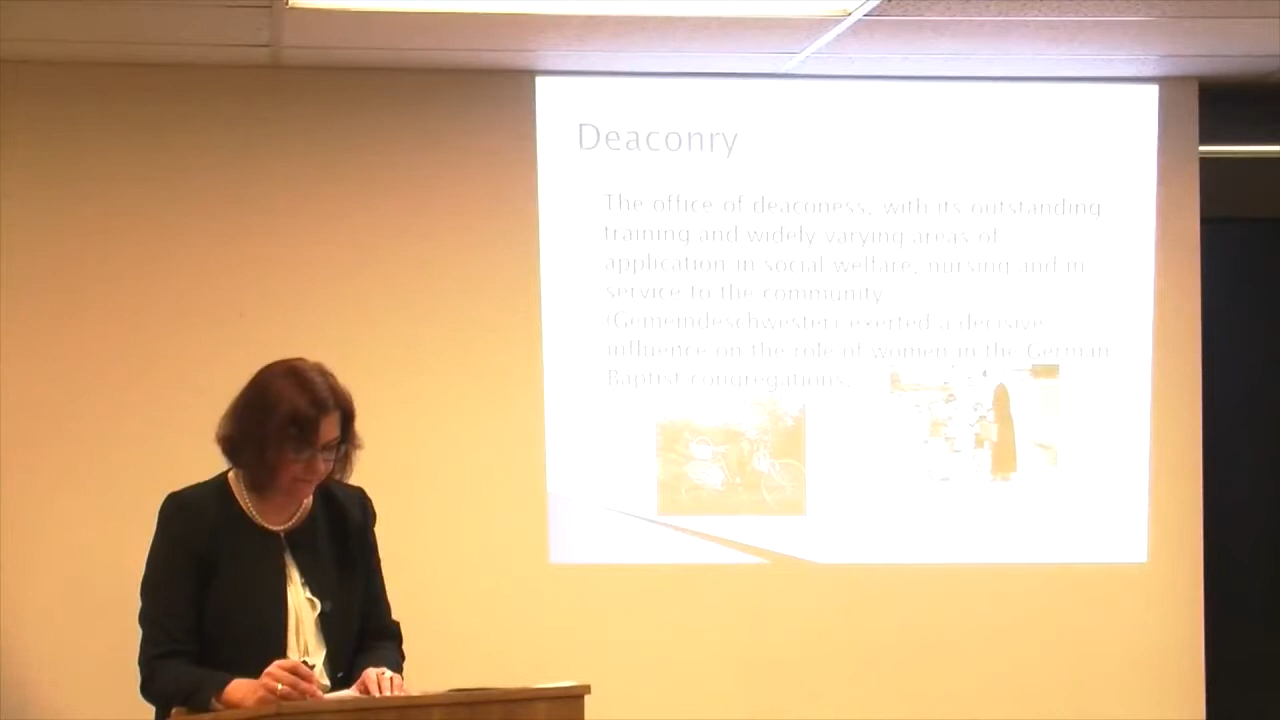 Deaconry
The office of deaconess, with its outstanding
training and widely varying areas of
application in social welfare, nursing and in
service to the community
(Gemeindeschwester) exerted a decisive
influence on the role of women in the German
Baptist congregations.